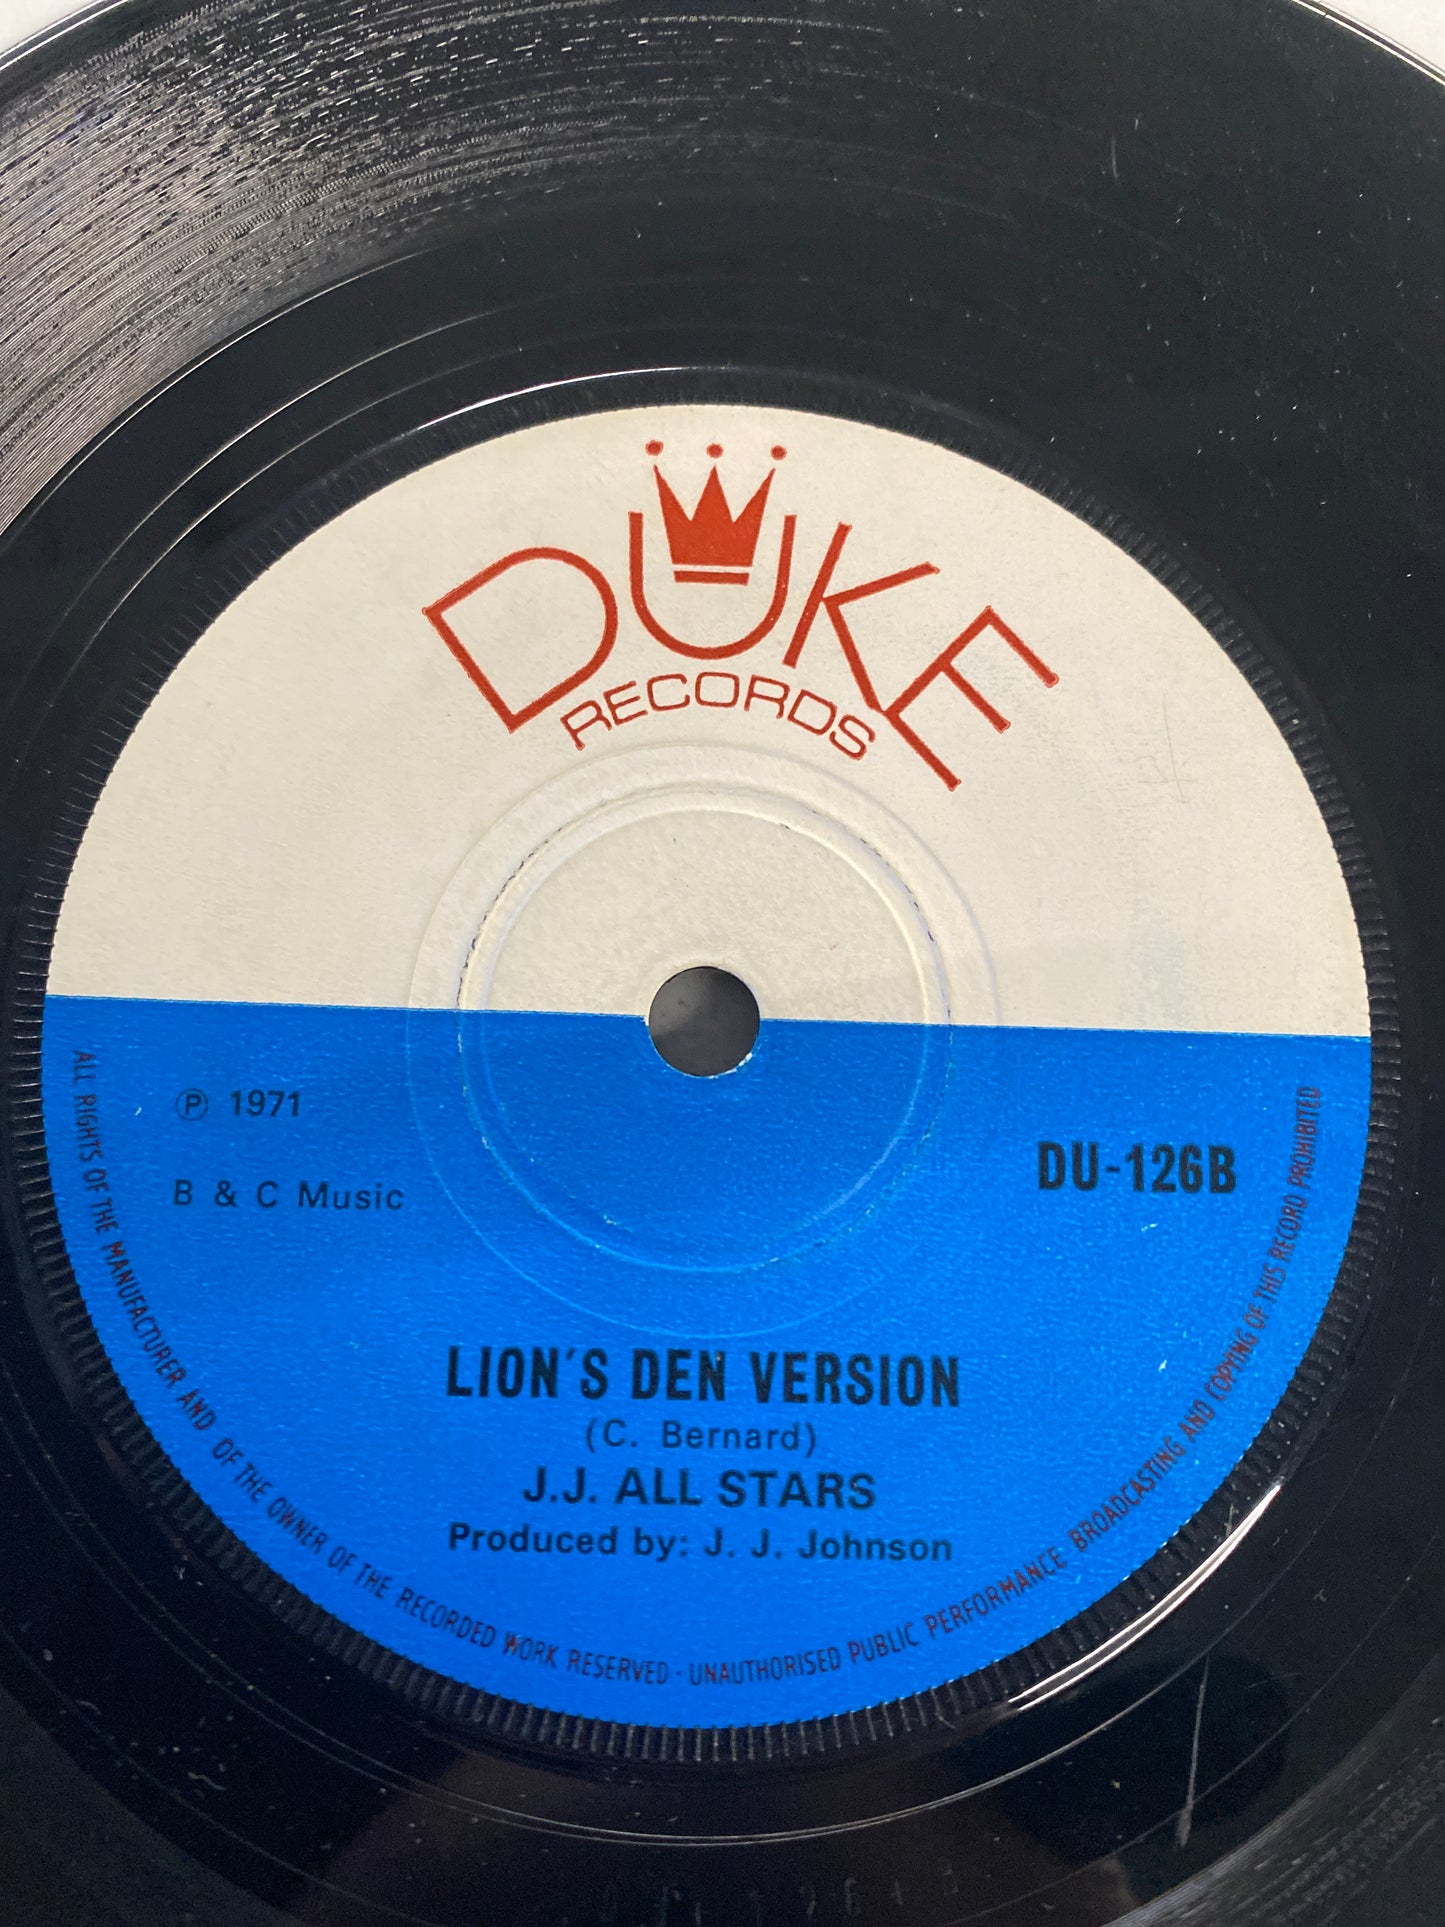 DUKE
RECORDS
℗ 1971
B & C Music
DU-126B
LION'S DEN VERSION
(C. Bernard)
J.J. ALL STARS
Produced by: J. J. Johnson
ALL RIGHTS OF THE MANUFACTURER AND OF THE OWNER OF THE RECORDED WORK RESERVED · UNAUTHORISED PUBLIC PERFORMANCE BROADCASTING AND COPYING OF THIS RECORD PROHIBITED